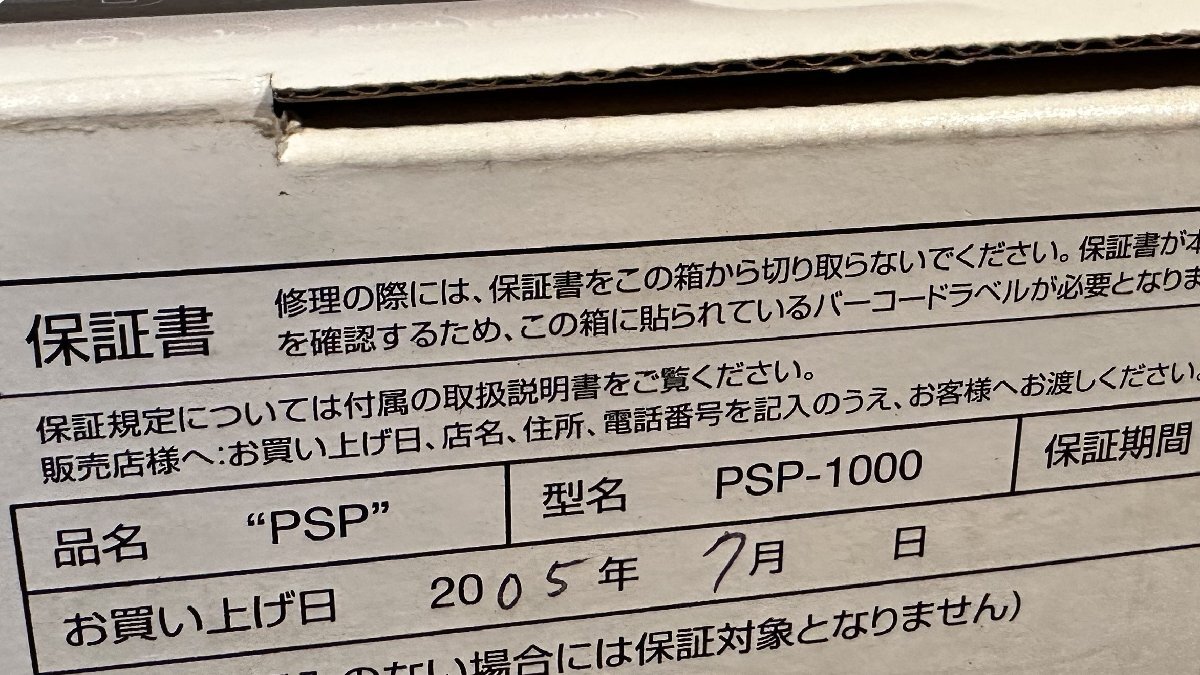 保証書
修理の際には、保証書をこの箱から切り取らないでください。保証書が本
を確認するため、この箱に貼られているバーコードラベルが必要となりま
保証規定については付属の取扱説明書をご覧ください。
販売店様へ:お買い上げ日、店名、住所、電話番号を記入のうえ、お客様へお渡しください。
品名 “PSP” 型名 PSP-1000 保証期間
お買い上げ日 2005年 7月 日
のない場合には保証対象となりません)